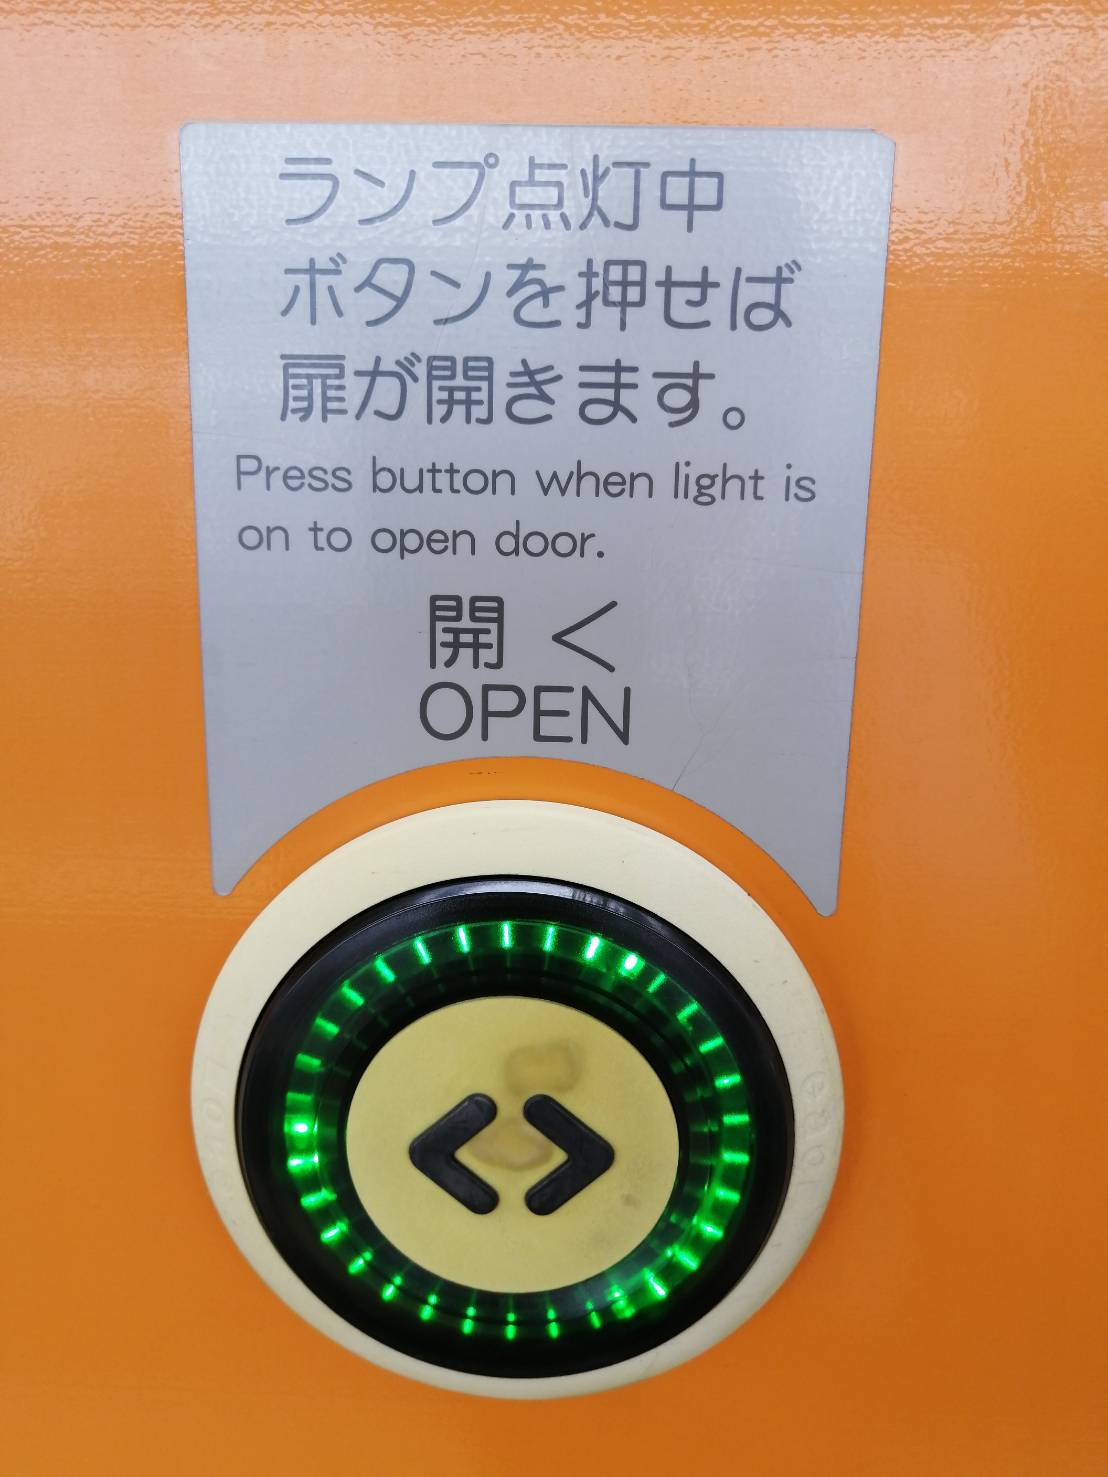 ランプ点灯中
ボタンを押せば
扉が開きます。
Press button when light is
on to open door.
開く
OPEN